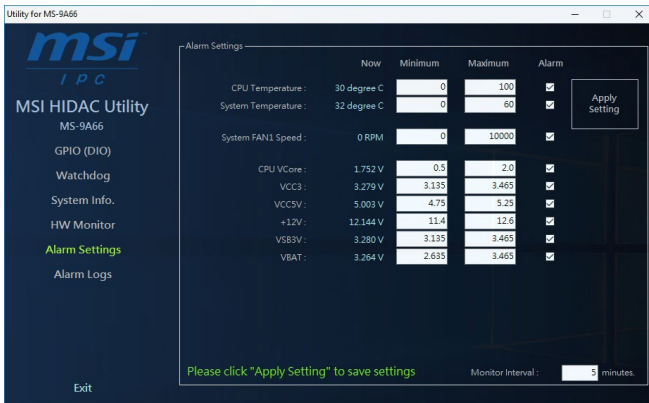 Utility for MS-9A66
msi
IPC
MSI HIDAC Utility
MS-9A66
GPIO (DIO)
Watchdog
System Info.
HW Monitor
Alarm Settings
Alarm Logs
Exit
Alarm Settings
Now Minimum Maximum Alarm
CPU Temperature : 30 degree C 0 100
System Temperature : 32 degree C 0 60
System FAN1 Speed : 0 RPM 0 10000
CPU VCore : 1.752 V 0.5 2.0
VCC3 : 3.279 V 3.135 3.465
VCC5V : 5.003 V 4.75 5.25
+12V : 12.144 V 11.4 12.6
VSB3V : 3.280 V 3.135 3.465
VBAT : 3.264 V 2.635 3.465
Apply
Setting
Please click "Apply Setting" to save settings
Monitor Interval : 5 minutes.